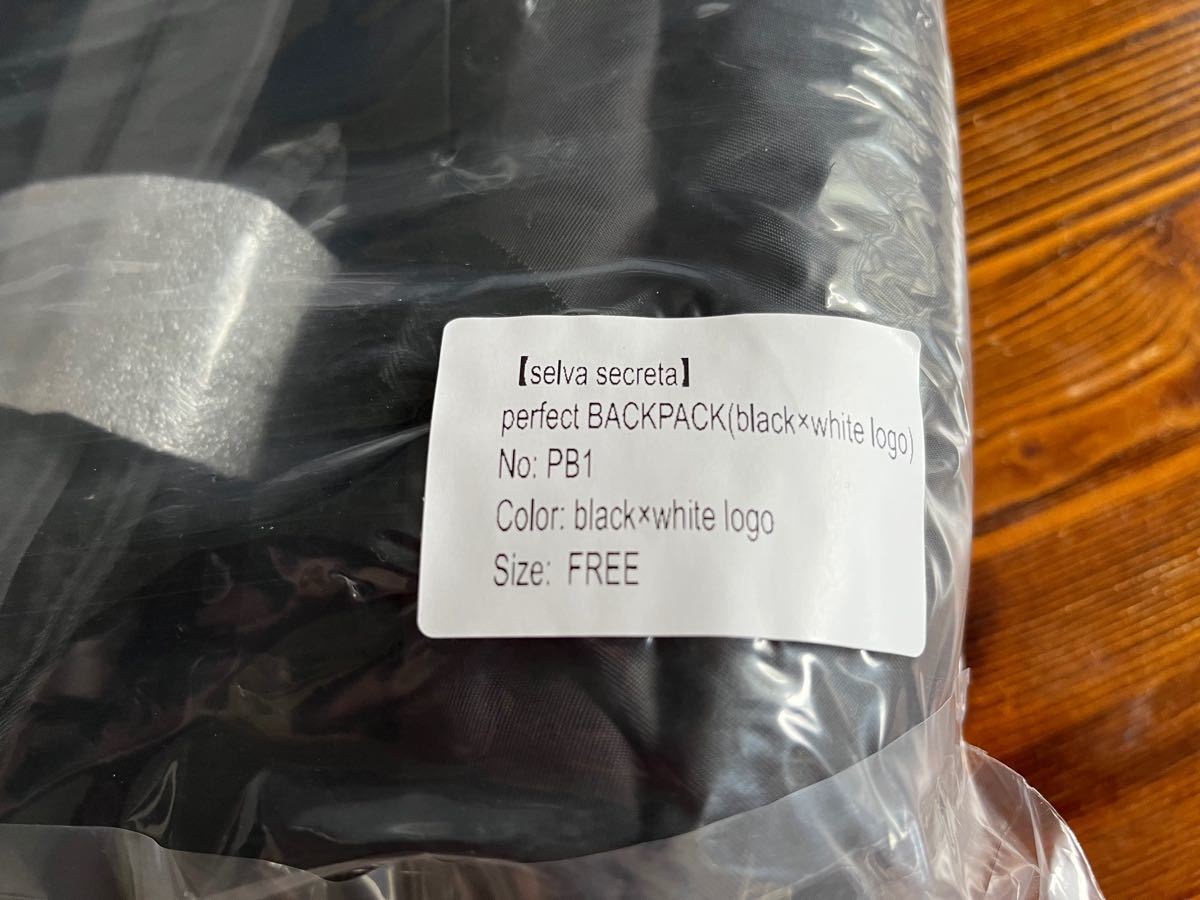 【selva secreta】
perfect BACKPACK(black×white logo)
No: PB1
Color: black×white logo
Size: FREE